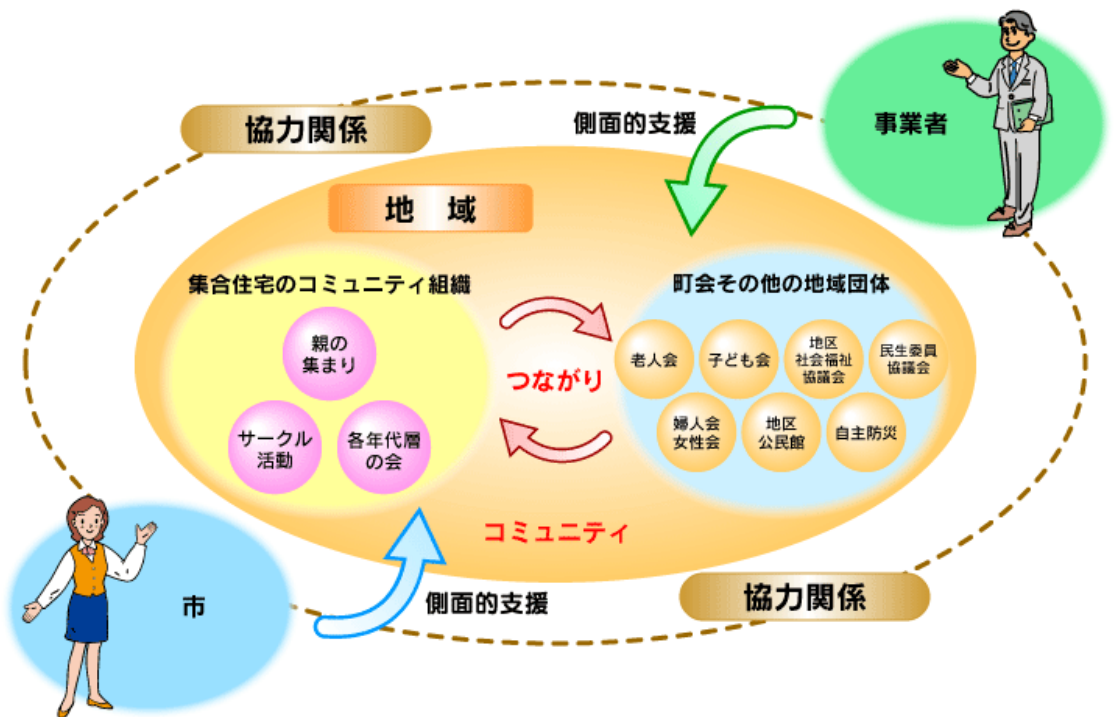 協力関係
側面的支援
事業者
地 域
集合住宅のコミュニティ組織
親の
集まり
サークル
活動
各年代層
の会
つながり
町会その他の地域団体
老人会
子ども会
地区
社会福祉
協議会
民生委員
協議会
婦人会
女性会
地区
公民館
自主防災
コミュニティ
市
側面的支援
協力関係